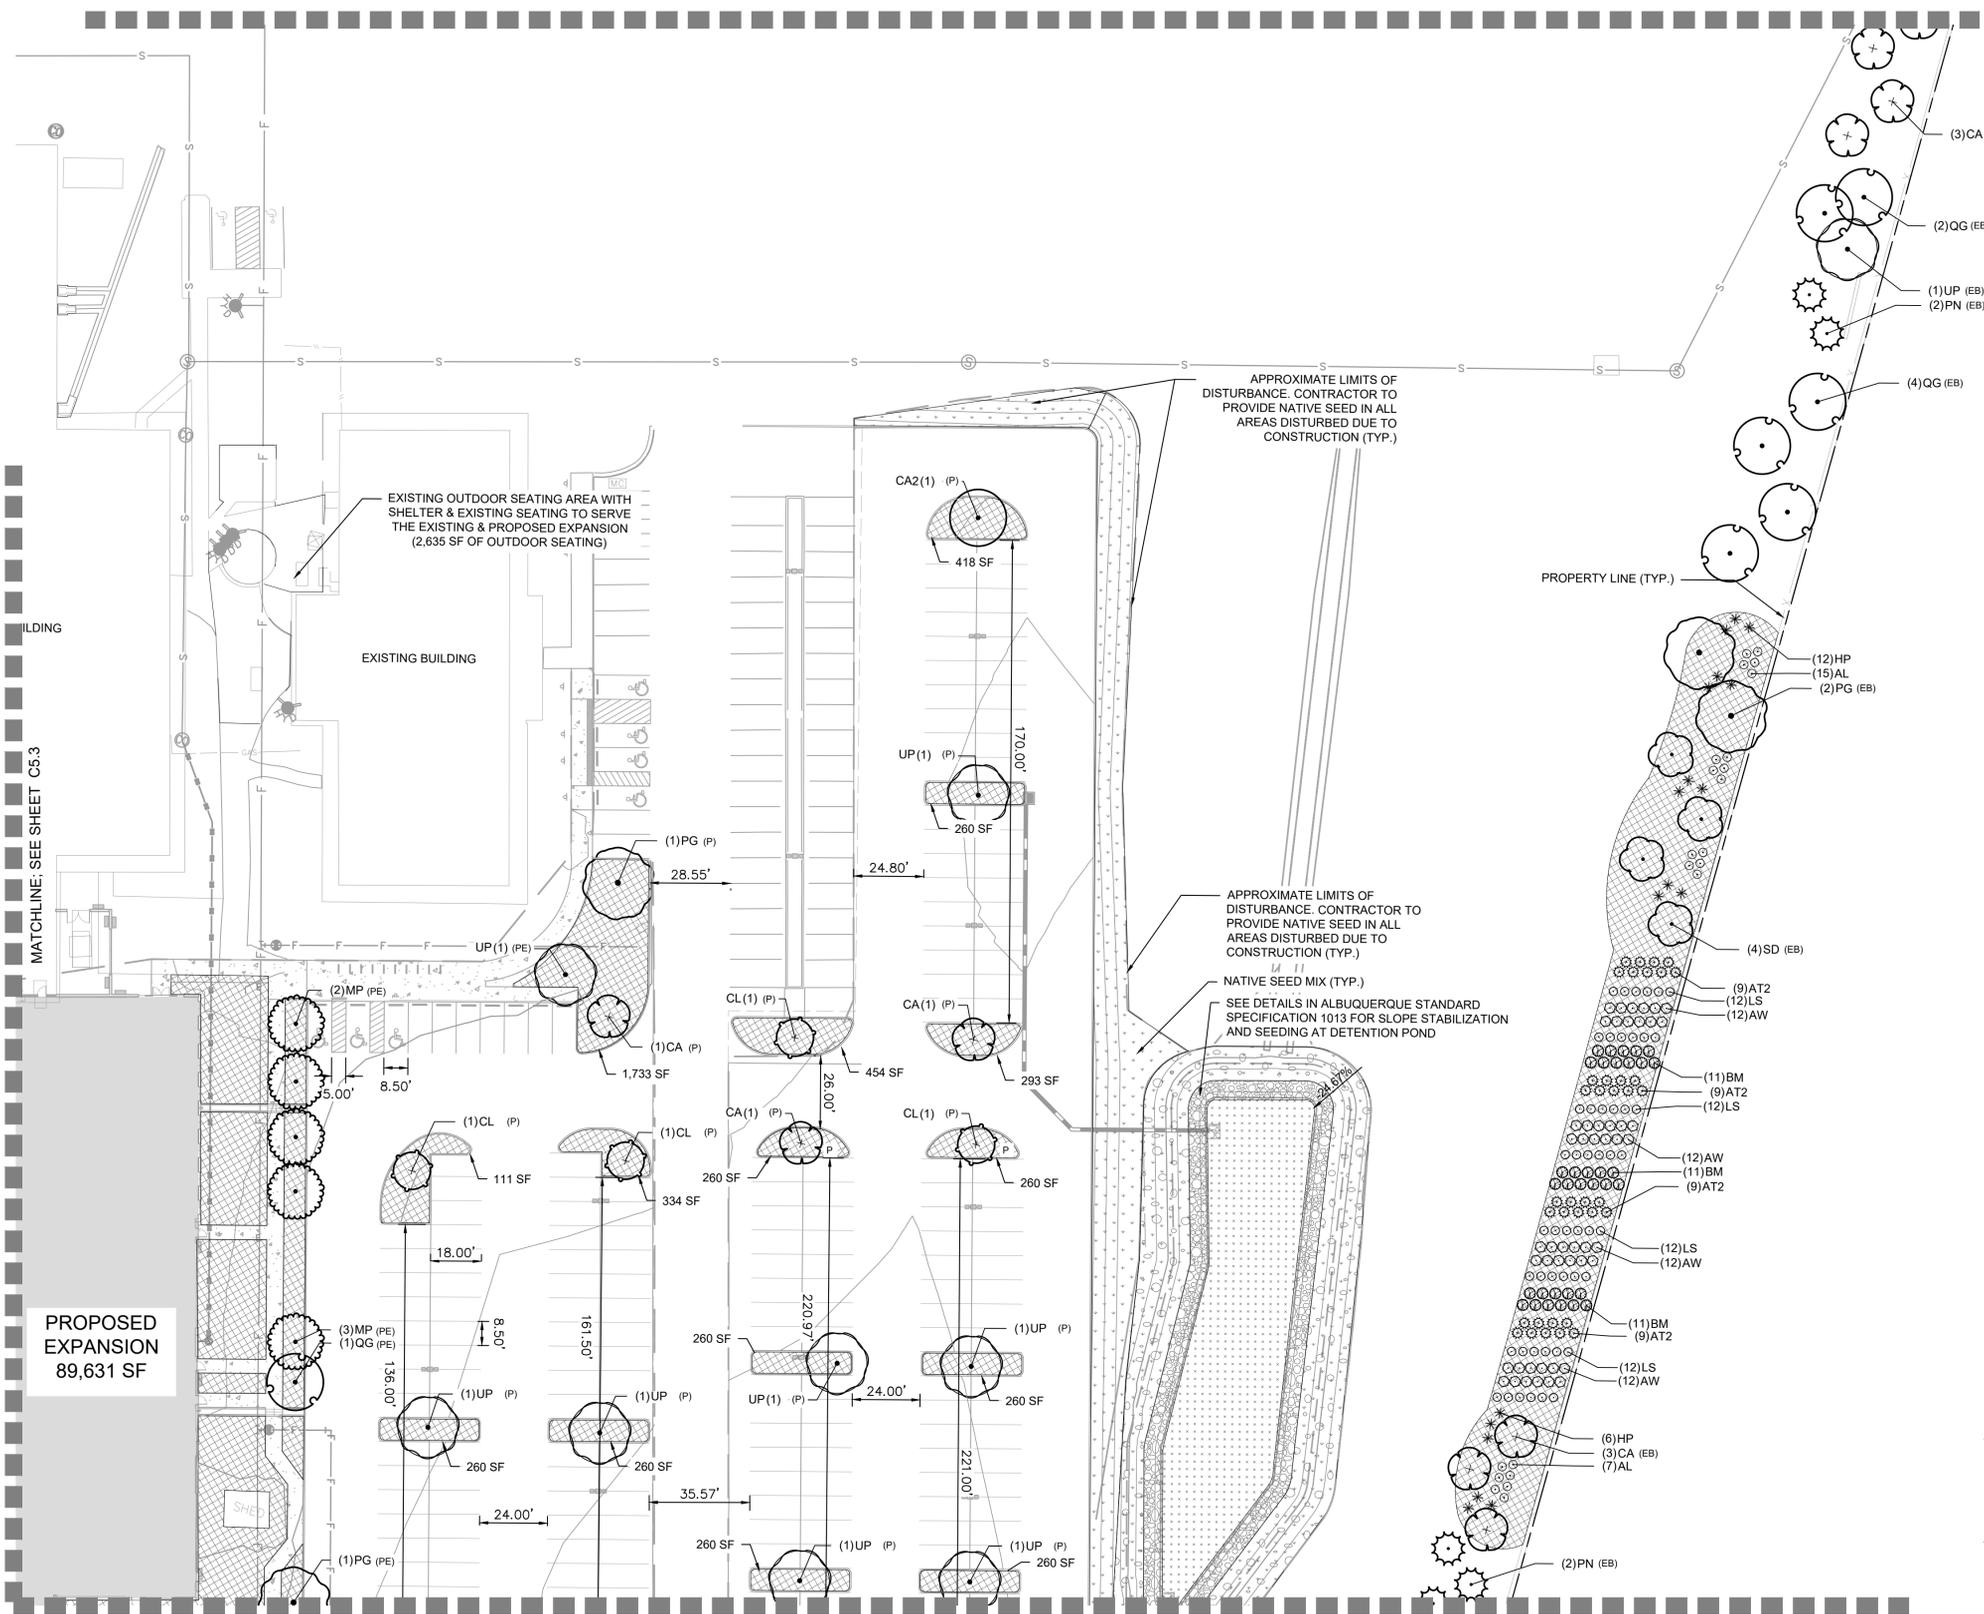 (3)CA
(2)QG (EB
(1)UP (EB)
(2)PN (EB)
(4)QG (EB)
APPROXIMATE LIMITS OF
DISTURBANCE. CONTRACTOR TO
PROVIDE NATIVE SEED IN ALL
AREAS DISTURBED DUE TO
CONSTRUCTION (TYP.)
CA2(1) (P)
MC
EXISTING OUTDOOR SEATING AREA WITH
SHELTER & EXISTING SEATING TO SERVE
THE EXISTING & PROPOSED EXPANSION
(2,635 SF OF OUTDOOR SEATING)
418 SF
PROPERTY LINE (TYP.)
ILDING
EXISTING BUILDING
(12)HP
(15)AL
(2)PG (EB)
170.00'
GAS
UP(1) (P)
260 SF
MATCHLINE; SEE SHEET C5.3
(1)PG (P)
28.55'
24.80'
APPROXIMATE LIMITS OF
DISTURBANCE. CONTRACTOR TO
PROVIDE NATIVE SEED IN ALL
AREAS DISTURBED DUE TO
CONSTRUCTION (TYP.)
UP(1) (PE)
(4)SD (EB)
NATIVE SEED MIX (TYP.)
(2)MP (PE)
CL(1) (P)
CA(1) (P)
SEE DETAILS IN ALBUQUERQUE STANDARD
SPECIFICATION 1013 FOR SLOPE STABILIZATION
AND SEEDING AT DETENTION POND
(9)AT2
(12)LS
(12)AW
(1)CA (P)
1,733 SF
454 SF
293 SF
5.00'
8.50'
26.00'
-24.67%
(11)BM
(9)AT2
(12)LS
(1)CL (P)
(1)CL (P)
CA(1) (P)
CL(1) (P)
P
P
111 SF
334 SF
260 SF
260 SF
(12)AW
(11)BM
(9)AT2
18.00'
(12)LS
(12)AW
PROPOSED
EXPANSION
89,631 SF
(3)MP (PE)
(1)QG (PE)
136.00'
8.50'
161.50'
220.97'
260 SF
(1)UP (P)
(11)BM
(9)AT2
(12)LS
(12)AW
(1)UP (P)
(1)UP (P)
UP(1) (P)
24.00'
260 SF
260 SF
260 SF
221.00'
(6)HP
(3)CA (EB)
(7)AL
35.57'
24.00'
SHED
(1)PG (PE)
260 SF
(1)UP (P)
(1)UP (P)
260 SF
(2)PN (EB)